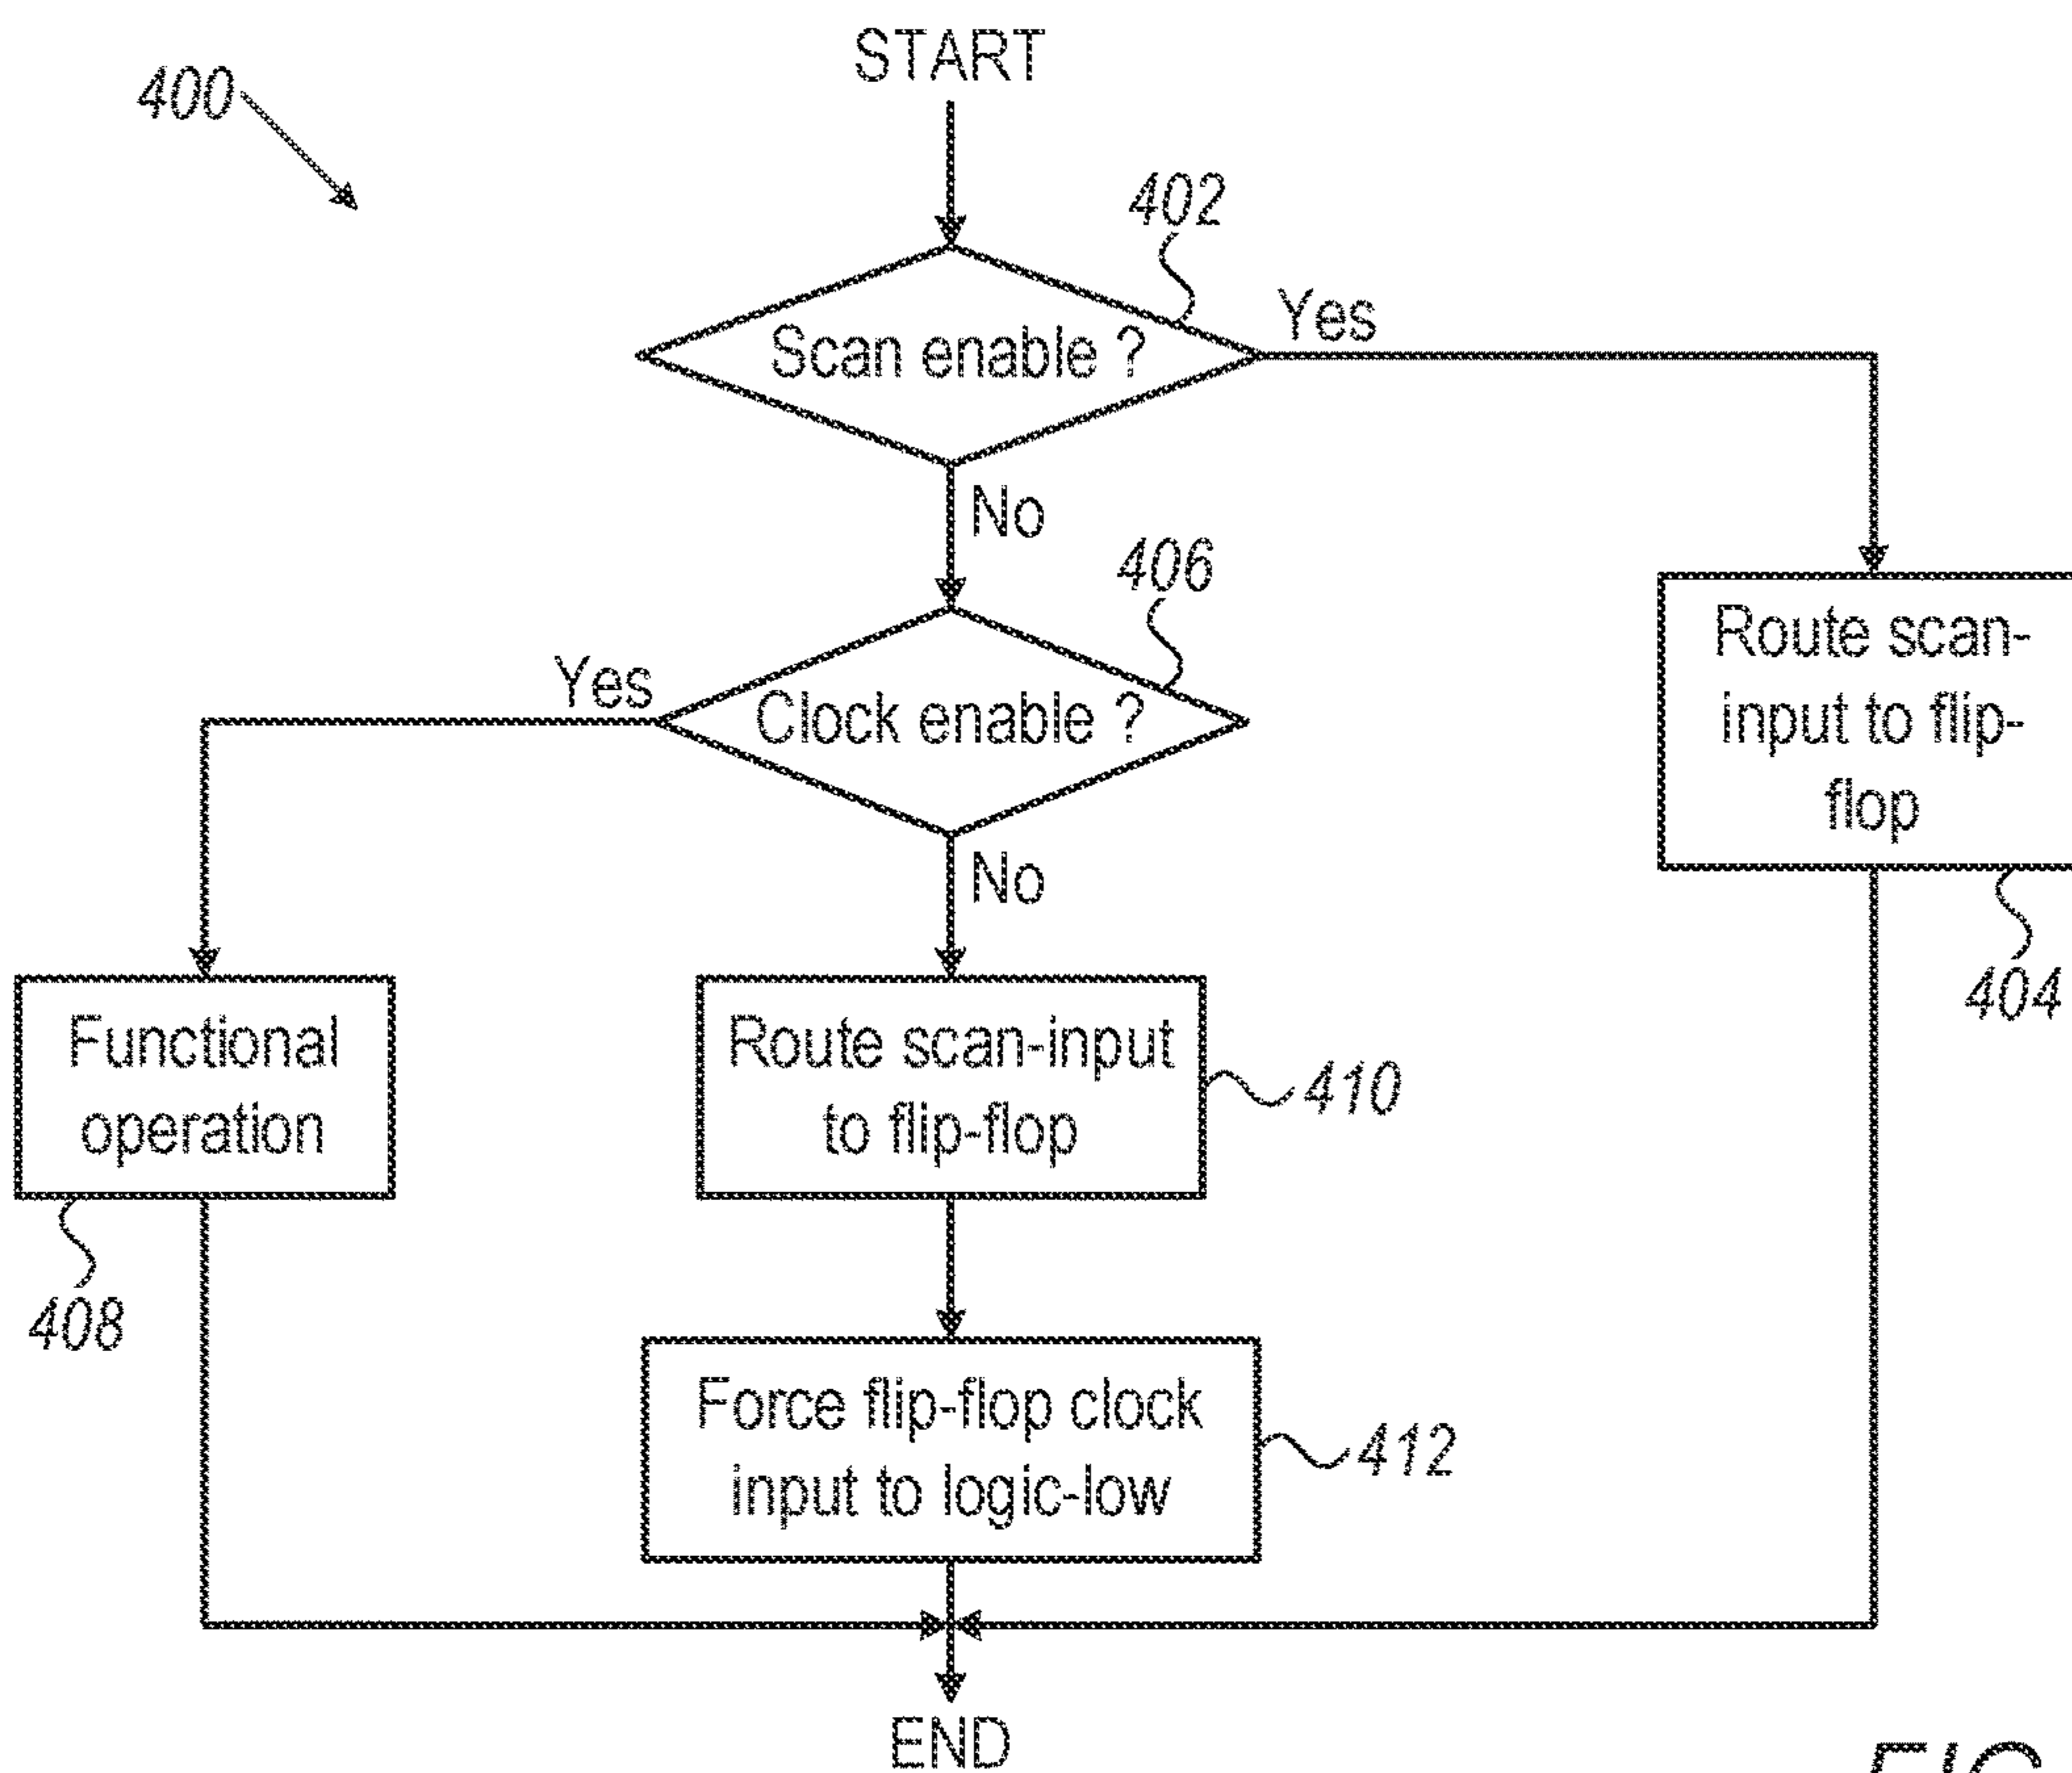 START
400
402
Scan enable ?
Yes
No
406
Clock enable ?
Yes
No
Route scan-
input to flip-
flop
404
Functional
operation
408
Route scan-input
to flip-flop
410
Force flip-flop clock
input to logic-low
412
END